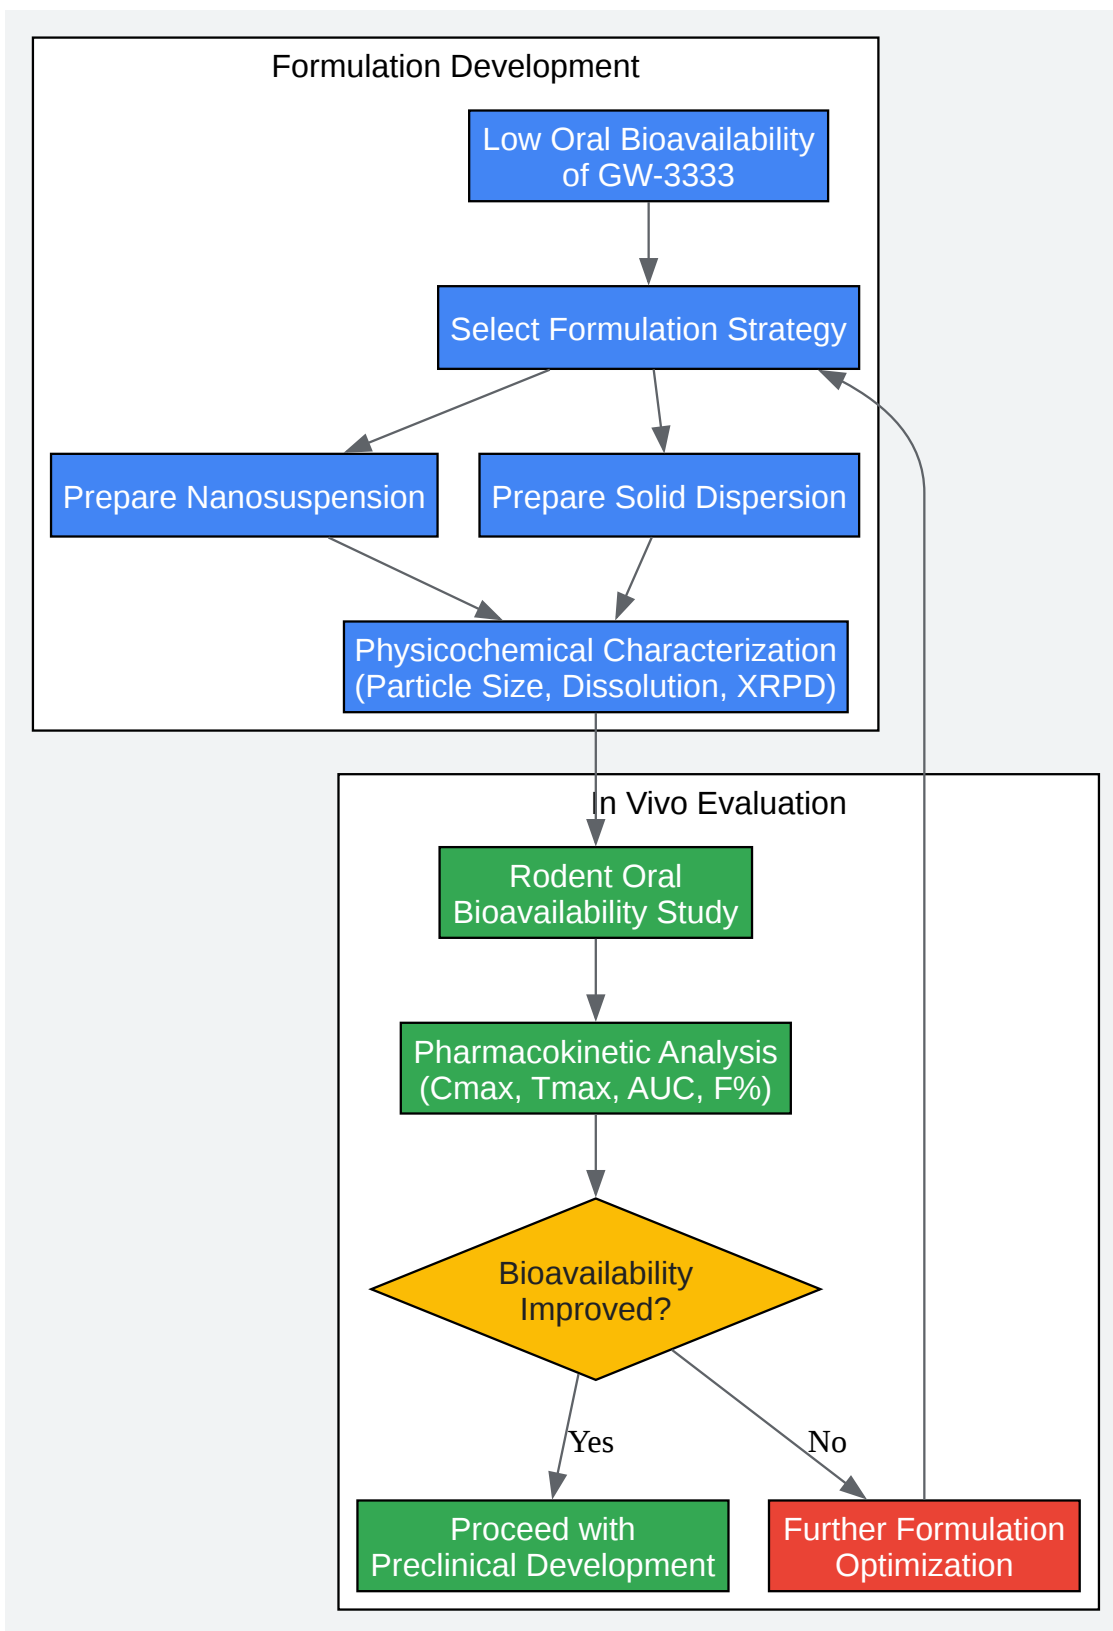 Formulation Development
Low Oral Bioavailability
of GW-3333
Select Formulation Strategy
Prepare Nanosuspension
Prepare Solid Dispersion
Physicochemical Characterization
(Particle Size, Dissolution, XRPD)
In Vivo Evaluation
Rodent Oral
Bioavailability Study
Pharmacokinetic Analysis
(Cmax, Tmax, AUC, F%)
Bioavailability
Improved?
Yes
No
Proceed with
Preclinical Development
Further Formulation
Optimization